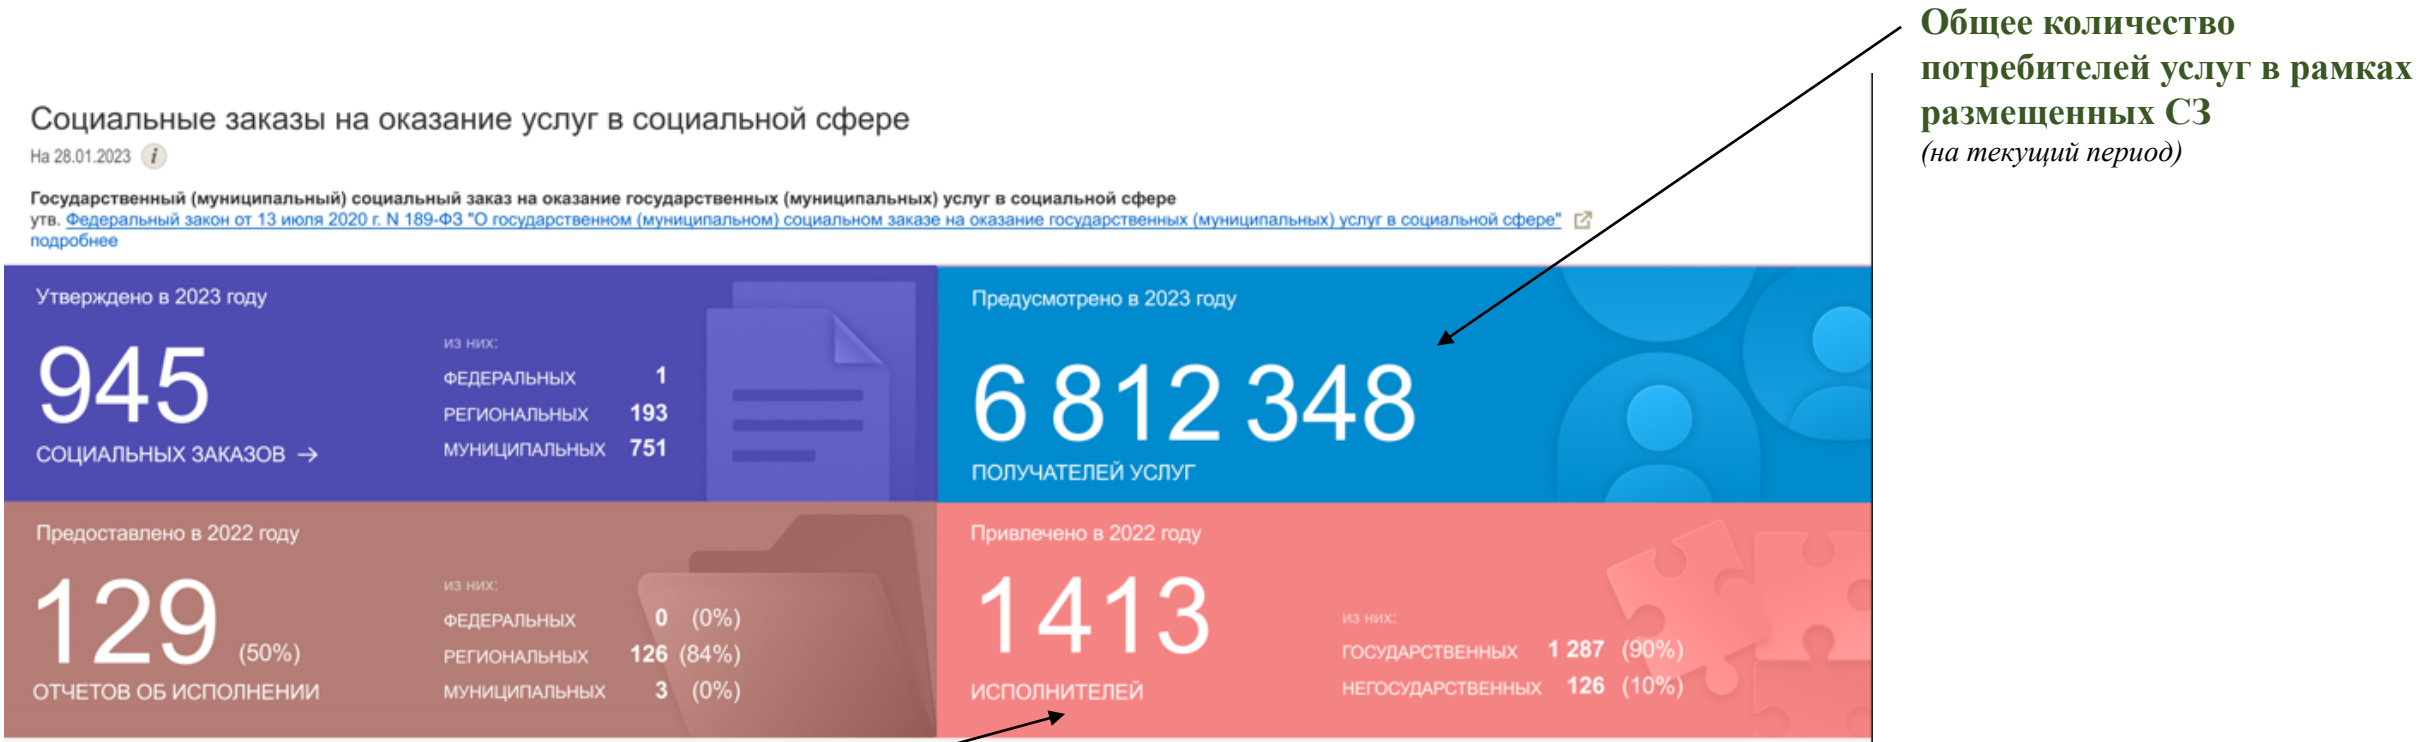 Общее количество
потребителей услуг в рамках
размещенных СЗ
(на текущий период)
Социальные заказы на оказание услуг в социальной сфере
На 28.01.2023 i
Государственный (муниципальный) социальный заказ на оказание государственных (муниципальных) услуг в социальной сфере
утв. Федеральный закон от 13 июля 2020 г. N 189-ФЗ "О государственном (муниципальном) социальном заказе на оказание государственных (муниципальных) услуг в социальной сфере"
подробнее
Утверждено в 2023 году
945
СОЦИАЛЬНЫХ ЗАКАЗОВ →
из них:
ФЕДЕРАЛЬНЫХ 1
РЕГИОНАЛЬНЫХ 193
МУНИЦИПАЛЬНЫХ 751
Предусмотрено в 2023 году
6 812 348
ПОЛУЧАТЕЛЕЙ УСЛУГ
Предоставлено в 2022 году
129 (50%)
ОТЧЕТОВ ОБ ИСПОЛНЕНИИ
из них:
ФЕДЕРАЛЬНЫХ 0 (0%)
РЕГИОНАЛЬНЫХ 126 (84%)
МУНИЦИПАЛЬНЫХ 3 (0%)
Привлечено в 2022 году
1413
ИСПОЛНИТЕЛЕЙ
из них:
ГОСУДАРСТВЕННЫХ 1 287 (90%)
НЕГОСУДАРСТВЕННЫХ 126 (10%)